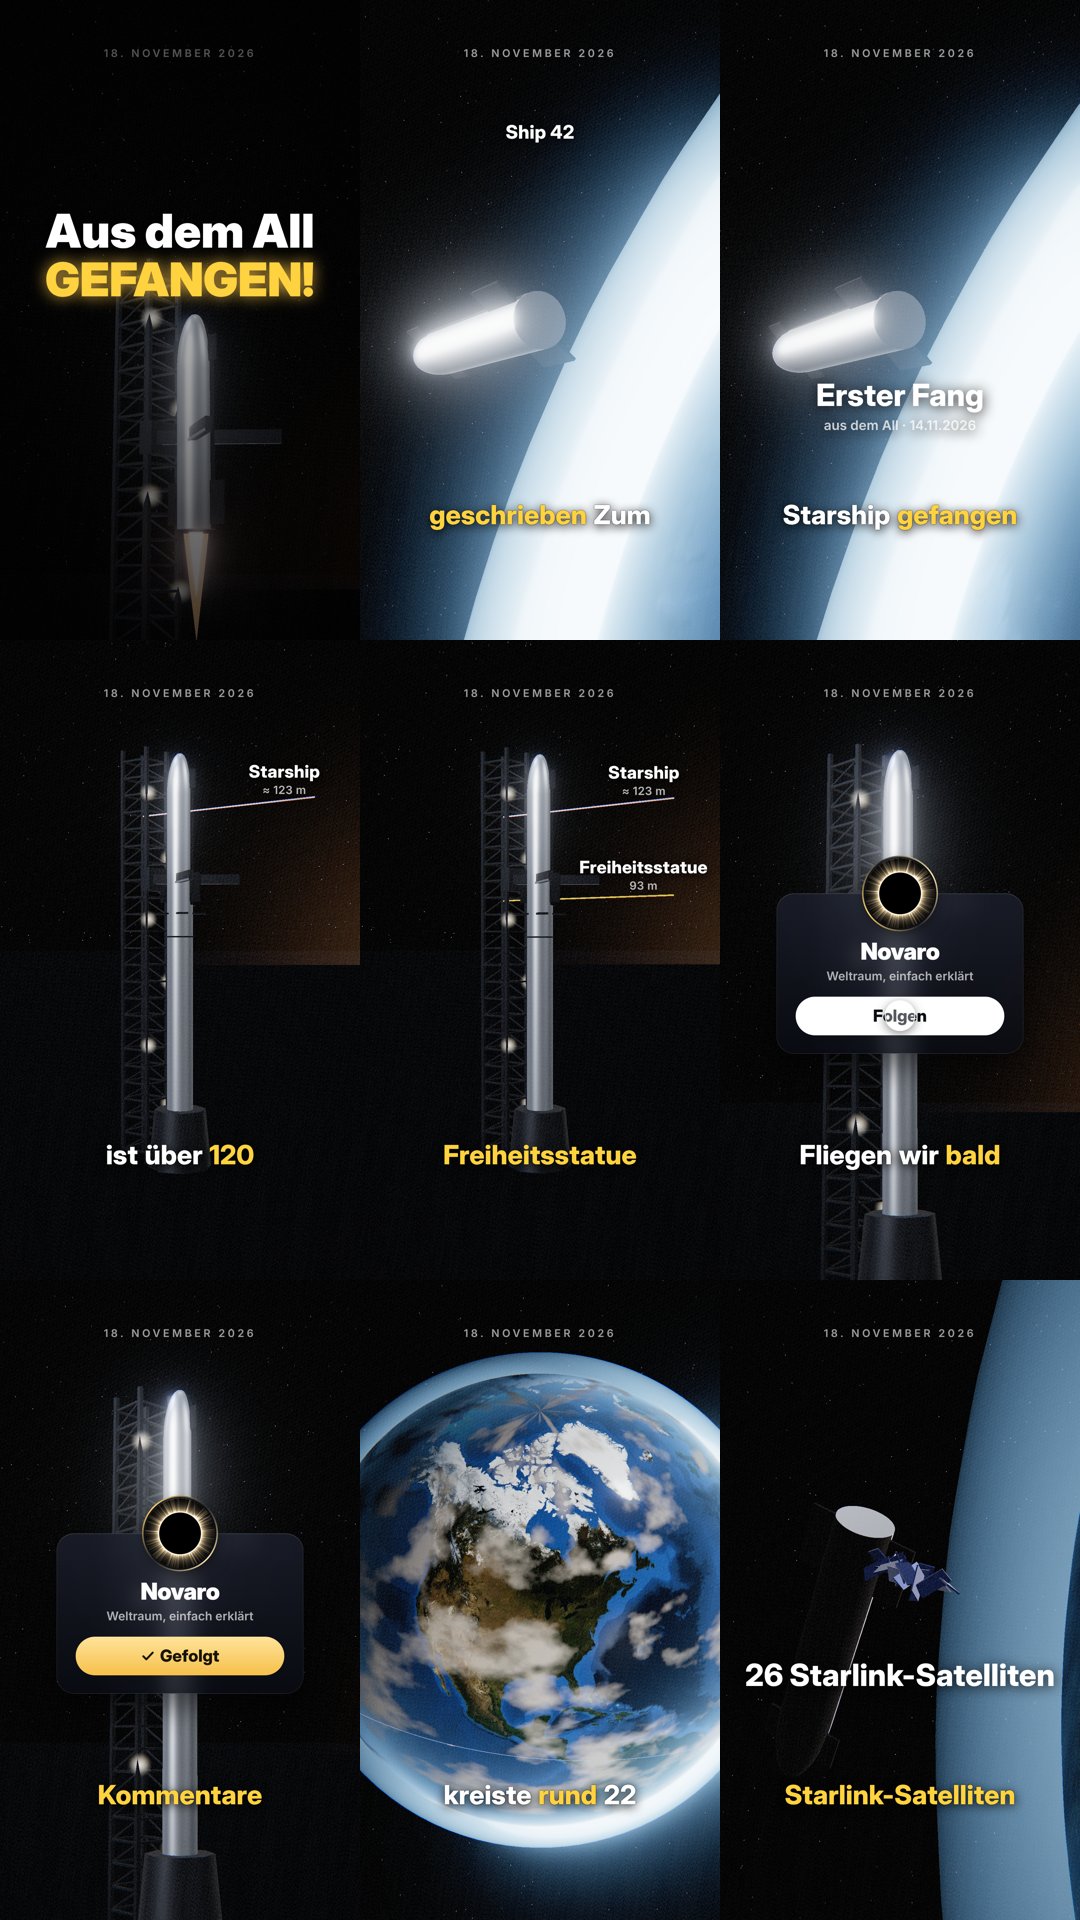 18. NOVEMBER 2026
Aus dem All
GEFANGEN!
18. NOVEMBER 2026
Ship 42
geschrieben Zum
18. NOVEMBER 2026
Erster Fang
aus dem All · 14.11.2026
Starship gefangen
18. NOVEMBER 2026
Starship
≈ 123 m
ist über 120
18. NOVEMBER 2026
Starship
≈ 123 m
Freiheitsstatue
93 m
Freiheitsstatue
18. NOVEMBER 2026
Novaro
Weltraum, einfach erklärt
Folgen
Fliegen wir bald
18. NOVEMBER 2026
Novaro
Weltraum, einfach erklärt
✓ Gefolgt
Kommentare
18. NOVEMBER 2026
kreiste rund 22
18. NOVEMBER 2026
26 Starlink-Satelliten
Starlink-Satelliten